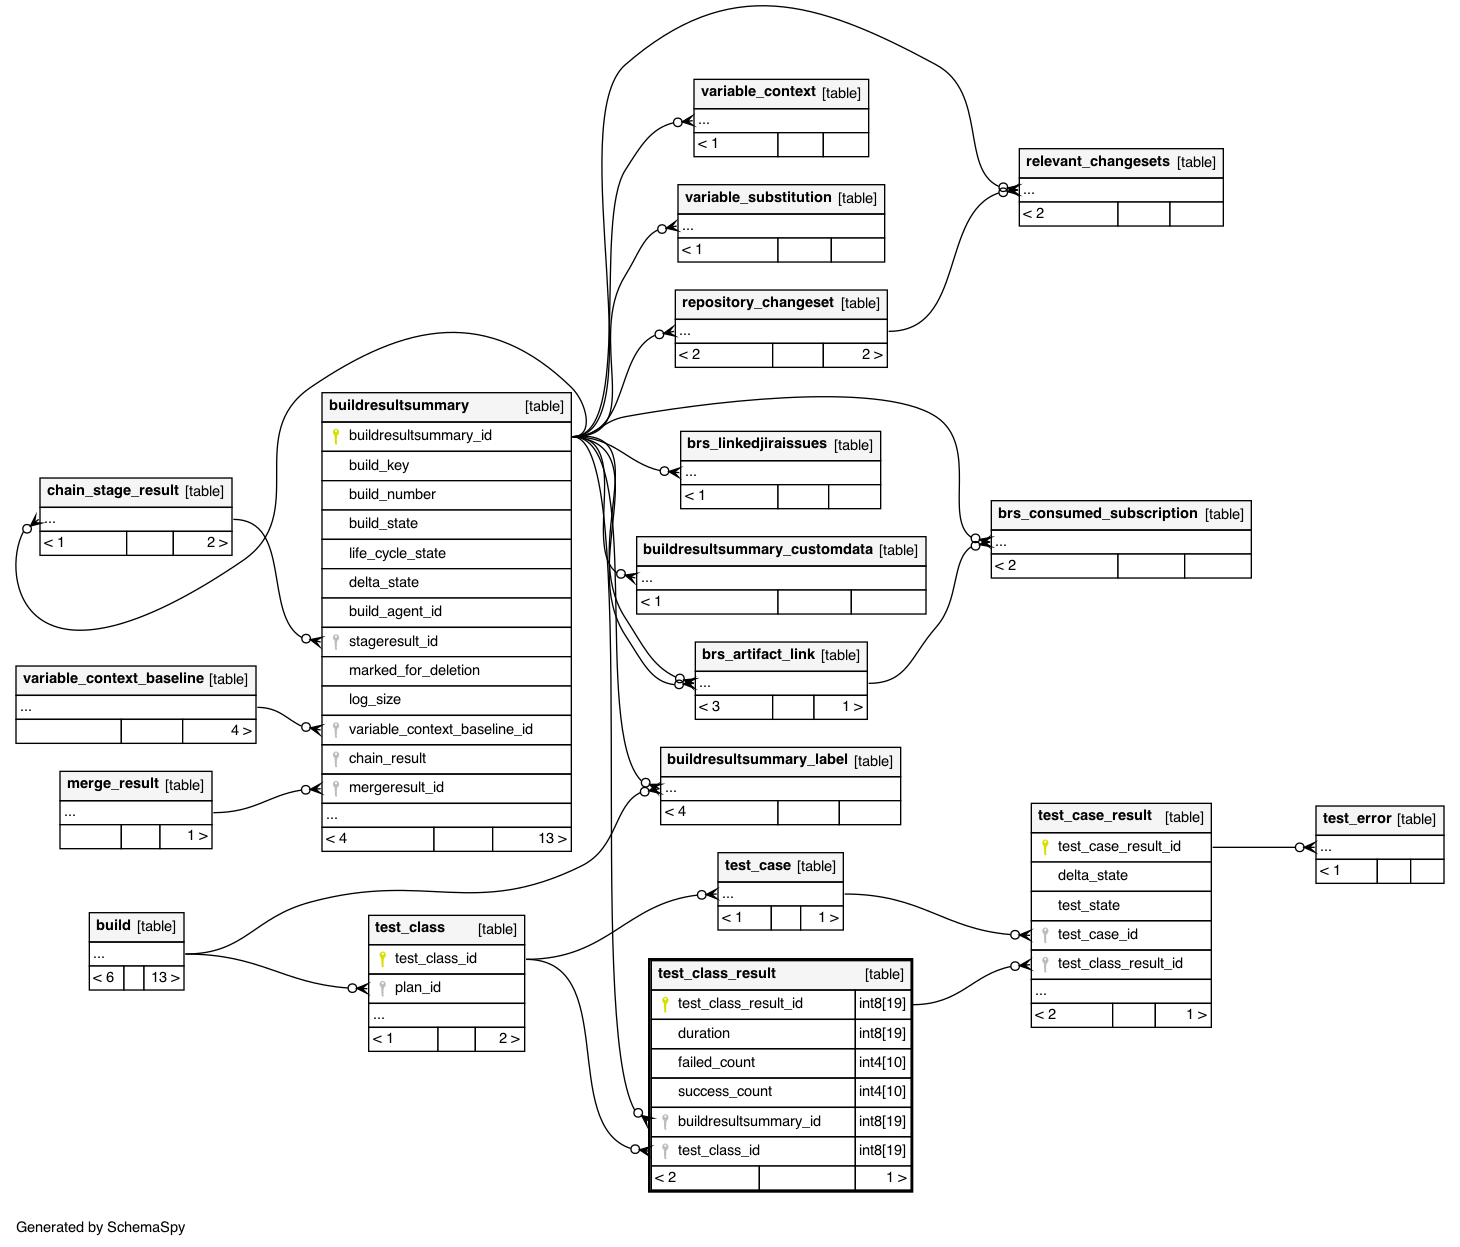 variable_context [table]
...
< 1
relevant_changesets [table]
...
< 2
variable_substitution [table]
...
< 1
repository_changeset [table]
...
< 2 2 >
buildresultsummary [table]
buildresultsummary_id
build_key
build_number
build_state
life_cycle_state
delta_state
build_agent_id
stageresult_id
marked_for_deletion
log_size
variable_context_baseline_id
chain_result
mergeresult_id
...
< 4 13 >
brs_linkedjiraissues [table]
...
< 1
chain_stage_result [table]
...
< 1 2 >
brs_consumed_subscription [table]
...
< 2
buildresultsummary_customdata [table]
...
< 1
brs_artifact_link [table]
...
< 3 1 >
variable_context_baseline [table]
...
4 >
buildresultsummary_label [table]
...
< 4
merge_result [table]
...
1 >
test_case_result [table]
test_case_result_id
delta_state
test_state
test_case_id
test_class_result_id
...
< 2 1 >
test_error [table]
...
< 1
test_case [table]
...
< 1 1 >
build [table]
...
< 6 13 >
test_class [table]
test_class_id
plan_id
...
< 1 2 >
test_class_result [table]
test_class_result_id int8[19]
duration int8[19]
failed_count int4[10]
success_count int4[10]
buildresultsummary_id int8[19]
test_class_id int8[19]
< 2 1 >
Generated by SchemaSpy